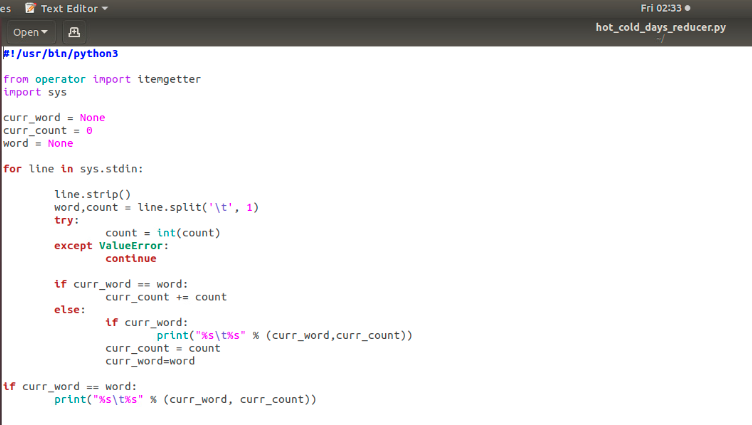 es Text Editor Fri 02:33
Open hot_cold_days_reducer.py
~/
#!/usr/bin/python3
from operator import itemgetter
import sys
curr_word = None
curr_count = 0
word = None
for line in sys.stdin:
        line.strip()
        word,count = line.split('\t', 1)
        try:
                count = int(count)
        except ValueError:
                continue
        if curr_word == word:
                curr_count += count
        else:
                if curr_word:
                        print("%s\t%s" % (curr_word,curr_count))
                curr_count = count
                curr_word=word
if curr_word == word:
        print("%s\t%s" % (curr_word, curr_count))